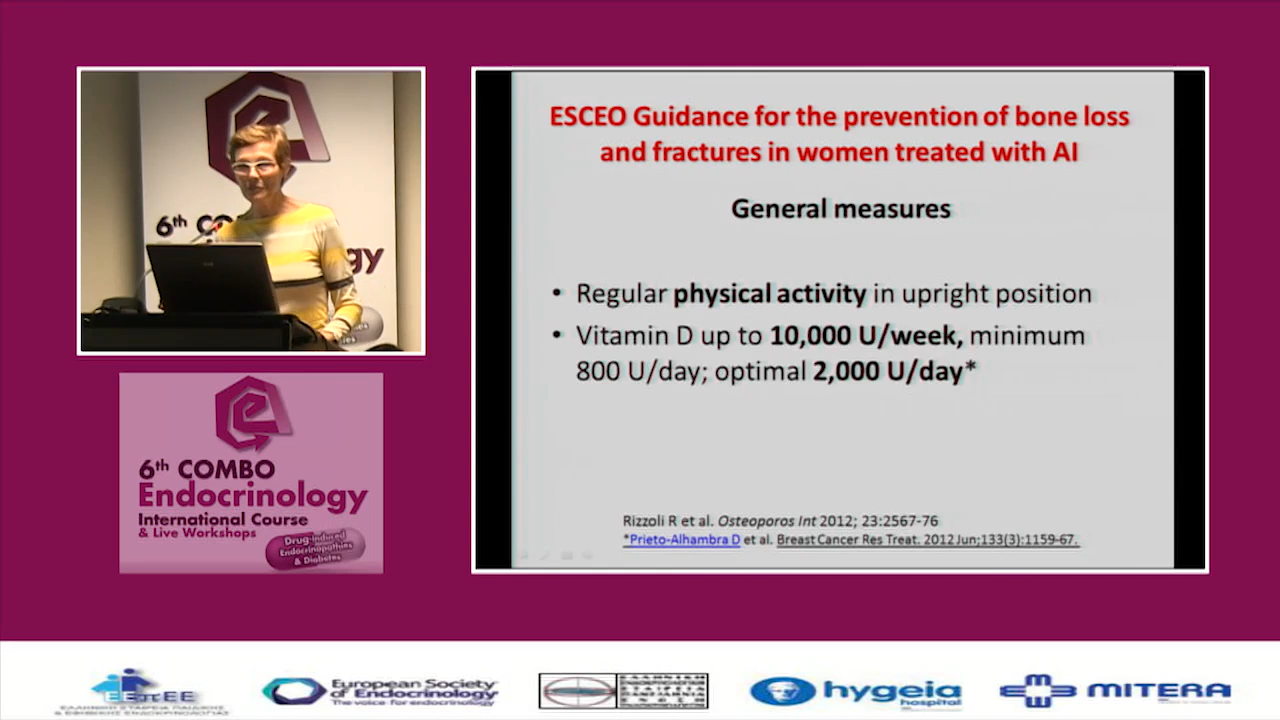 6th CO
gy
ESCEO Guidance for the prevention of bone loss
and fractures in women treated with AI
General measures
• Regular physical activity in upright position
• Vitamin D up to 10,000 U/week, minimum
800 U/day; optimal 2,000 U/day*
Rizzoli R et al. Osteoporos Int 2012; 23:2567-76
*Prieto-Alhambra D et al. Breast Cancer Res Treat. 2012 Jun;133(3):1159-67.
6th COMBO
Endocrinology
International Course
& Live Workshops
Drug-induced
Endocrinopathies
& Diabetes
European Society
of Endocrinology
The voice for endocrinology
hygeia
hospital
MITERA